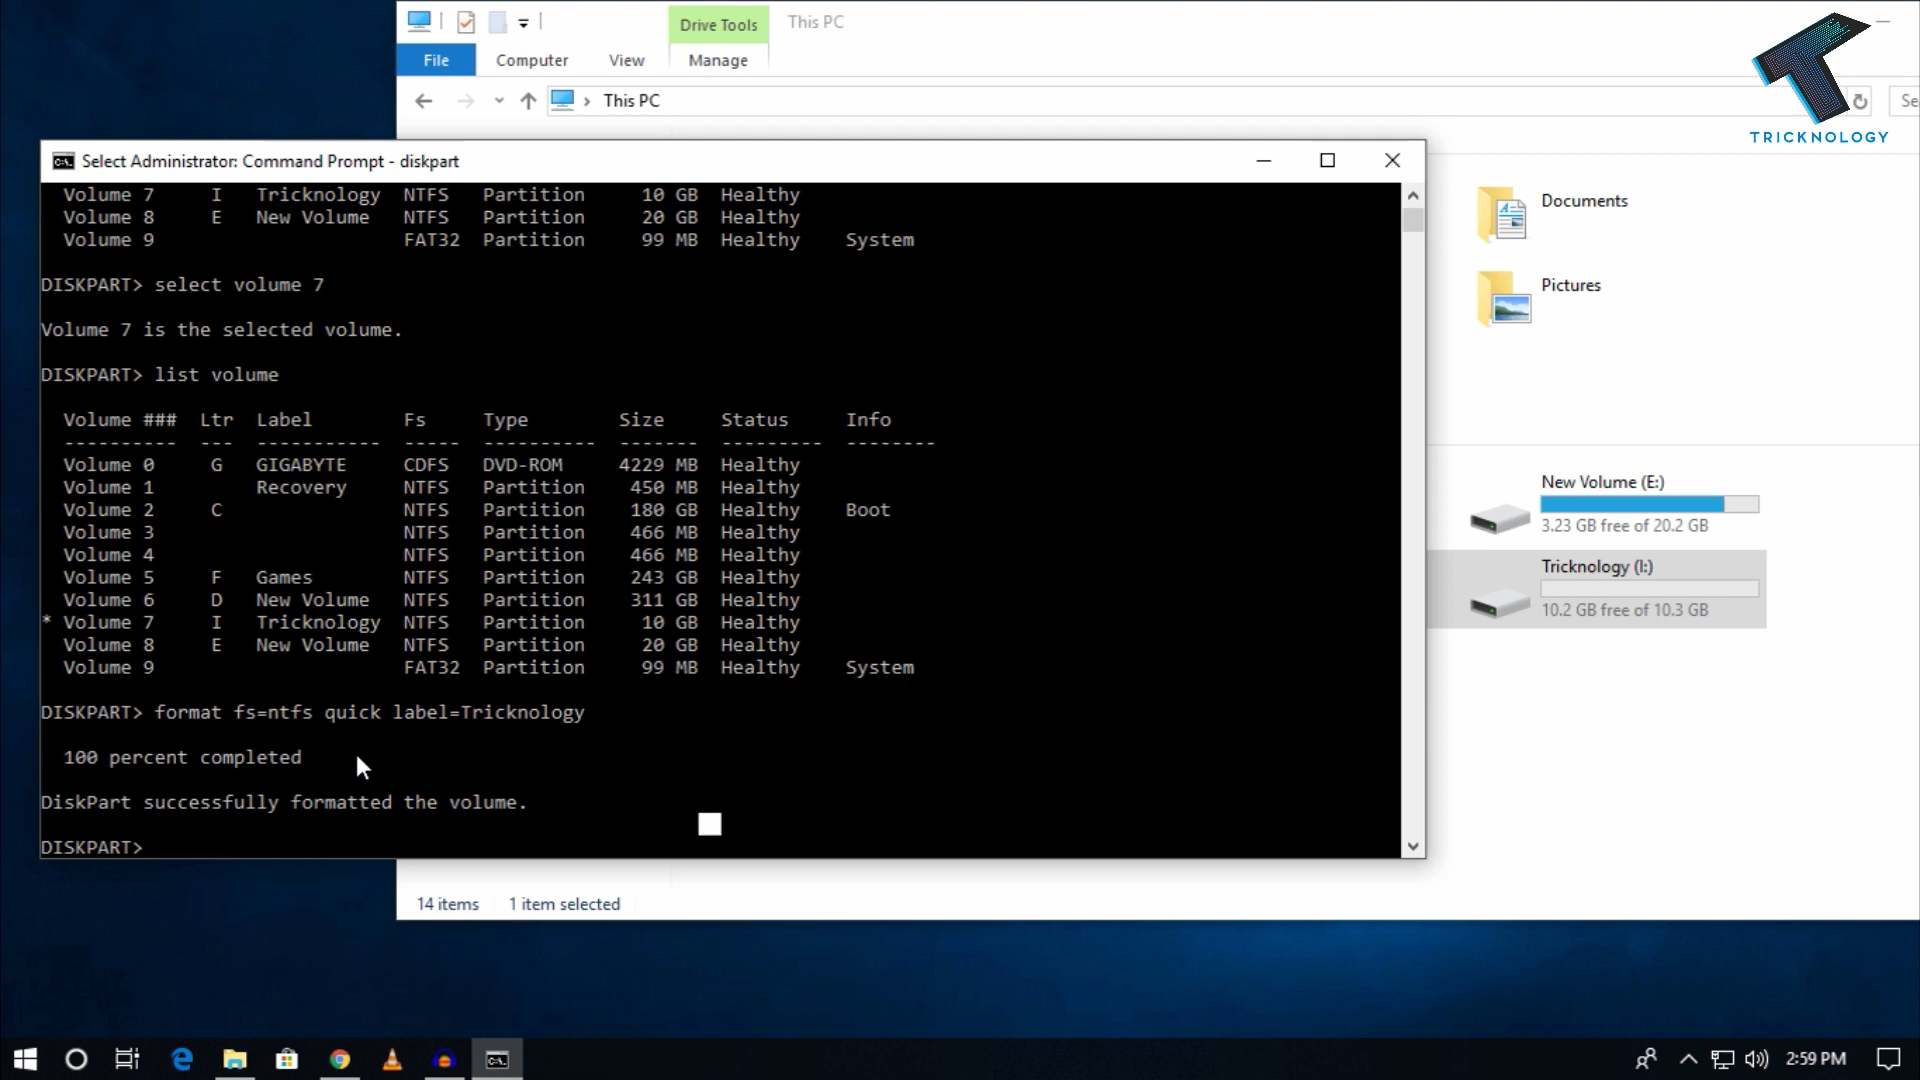 Drive Tools
This PC
File
Computer
View
Manage
This PC
Se
TRICKNOLOGY
Select Administrator: Command Prompt - diskpart
Volume 7 I Tricknology NTFS Partition 10 GB Healthy
Volume 8 E New Volume NTFS Partition 20 GB Healthy
Volume 9 FAT32 Partition 99 MB Healthy System
DISKPART> select volume 7
Volume 7 is the selected volume.
DISKPART> list volume
Volume ### Ltr Label Fs Type Size Status Info
---------- --- ----------- ----- ---------- ------- --------- --------
Volume 0 G GIGABYTE CDFS DVD-ROM 4229 MB Healthy
Volume 1 Recovery NTFS Partition 450 MB Healthy
Volume 2 C NTFS Partition 180 GB Healthy Boot
Volume 3 NTFS Partition 466 MB Healthy
Volume 4 NTFS Partition 466 MB Healthy
Volume 5 F Games NTFS Partition 243 GB Healthy
Volume 6 D New Volume NTFS Partition 311 GB Healthy
* Volume 7 I Tricknology NTFS Partition 10 GB Healthy
Volume 8 E New Volume NTFS Partition 20 GB Healthy
Volume 9 FAT32 Partition 99 MB Healthy System
DISKPART> format fs=ntfs quick label=Tricknology
100 percent completed
DiskPart successfully formatted the volume.
DISKPART>
Documents
Pictures
New Volume (E:)
3.23 GB free of 20.2 GB
Tricknology (I:)
10.2 GB free of 10.3 GB
14 items
1 item selected
2:59 PM